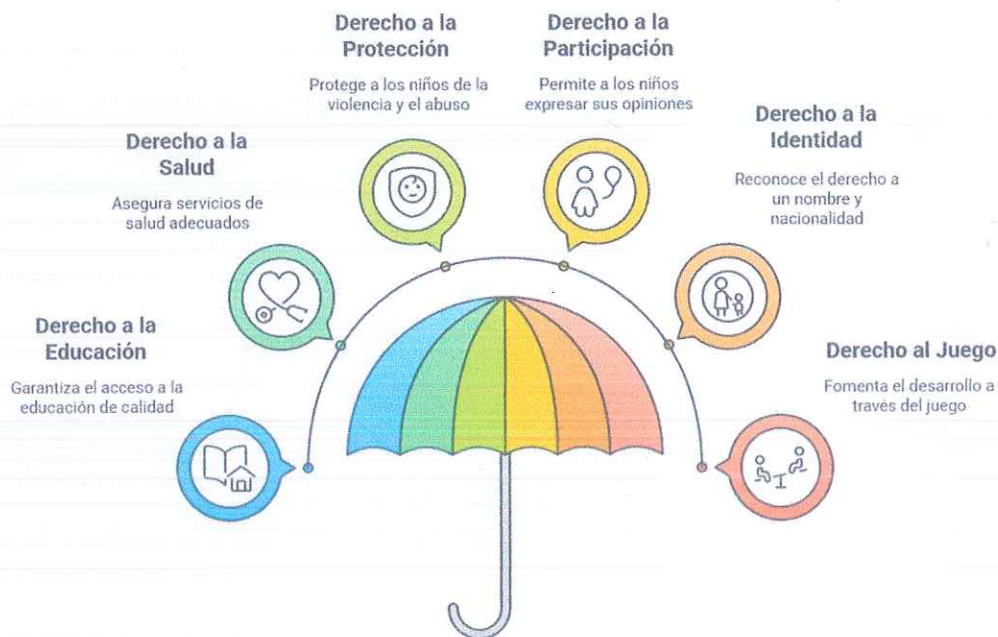 Derecho a la
Protección
Protege a los niños de la
violencia y el abuso
Derecho a la
Participación
Permite a los niños
expresar sus opiniones
Derecho a la
Salud
Asegura servicios de
salud adecuados
Derecho a la
Identidad
Reconoce el derecho a
un nombre y
nacionalidad
Derecho a la
Educación
Garantiza el acceso a la
educación de calidad
Derecho al Juego
Fomenta el desarrollo a
través del juego